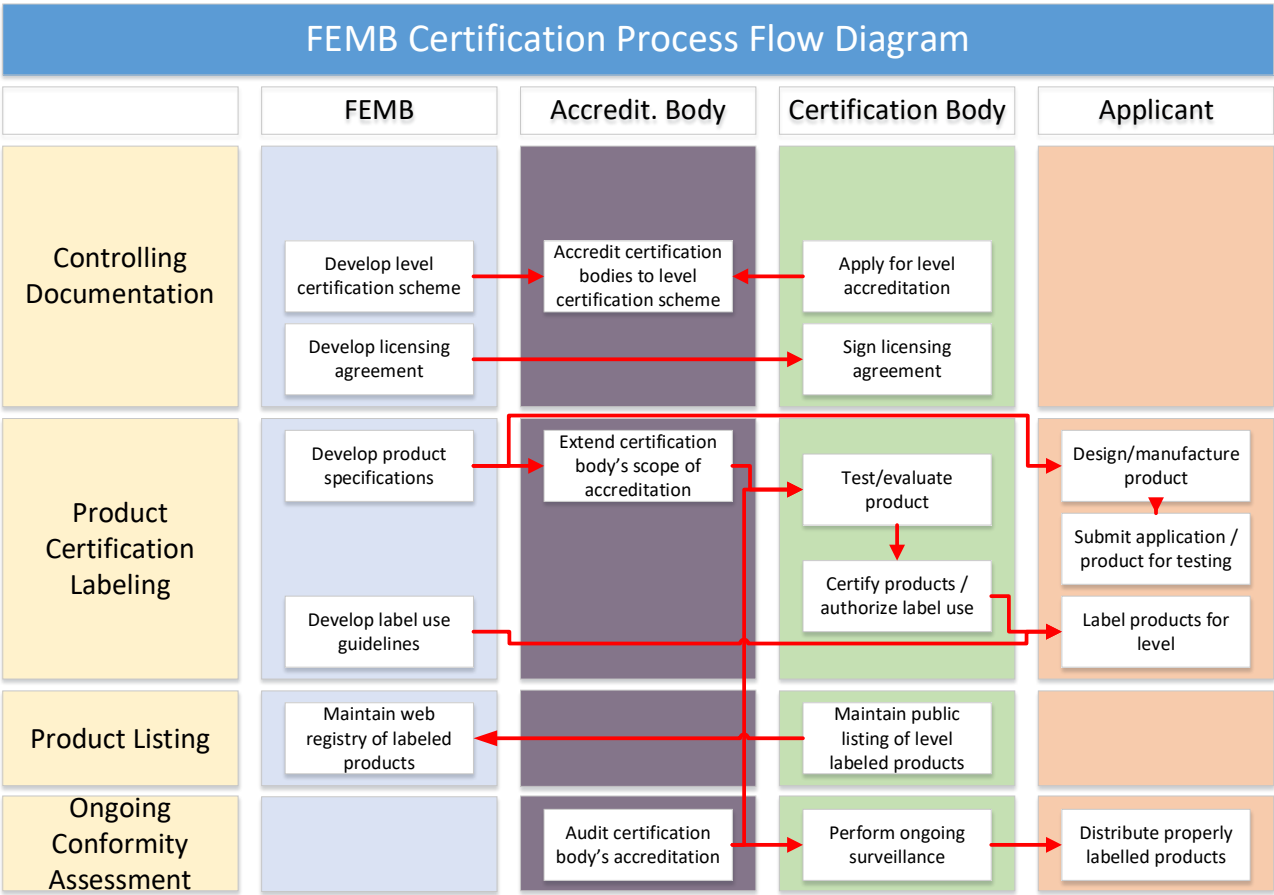 FEMB Certification Process Flow Diagram
FEMB
Accredit. Body
Certification Body
Applicant
Controlling
Documentation
Develop level
certification scheme
Accredit certification
bodies to level
certification scheme
Apply for level
accreditation
Develop licensing
agreement
Sign licensing
agreement
Product
Certification
Labeling
Develop product
specifications
Extend certification
body’s scope of
accreditation
Test/evaluate
product
Design/manufacture
product
Submit application /
product for testing
Certify products /
authorize label use
Develop label use
guidelines
Label products for
level
Product Listing
Maintain web
registry of labeled
products
Maintain public
listing of level
labeled products
Ongoing
Conformity
Assessment
Audit certification
body’s accreditation
Perform ongoing
surveillance
Distribute properly
labelled products